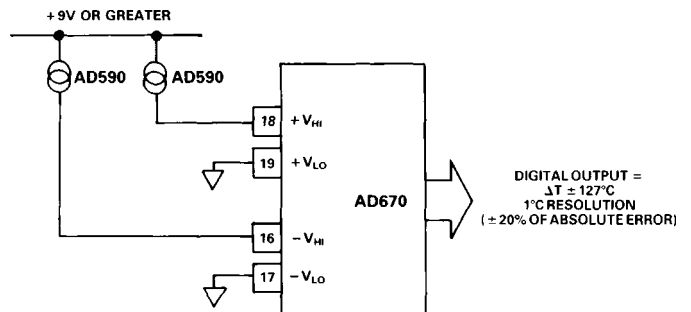 +9V OR GREATER
AD590
AD590
18 +VHI
19 +VLO
AD670
16 −VHI
17 −VLO
DIGITAL OUTPUT =
ΔT ± 127°C
1°C RESOLUTION
(±20% OF ABSOLUTE ERROR)